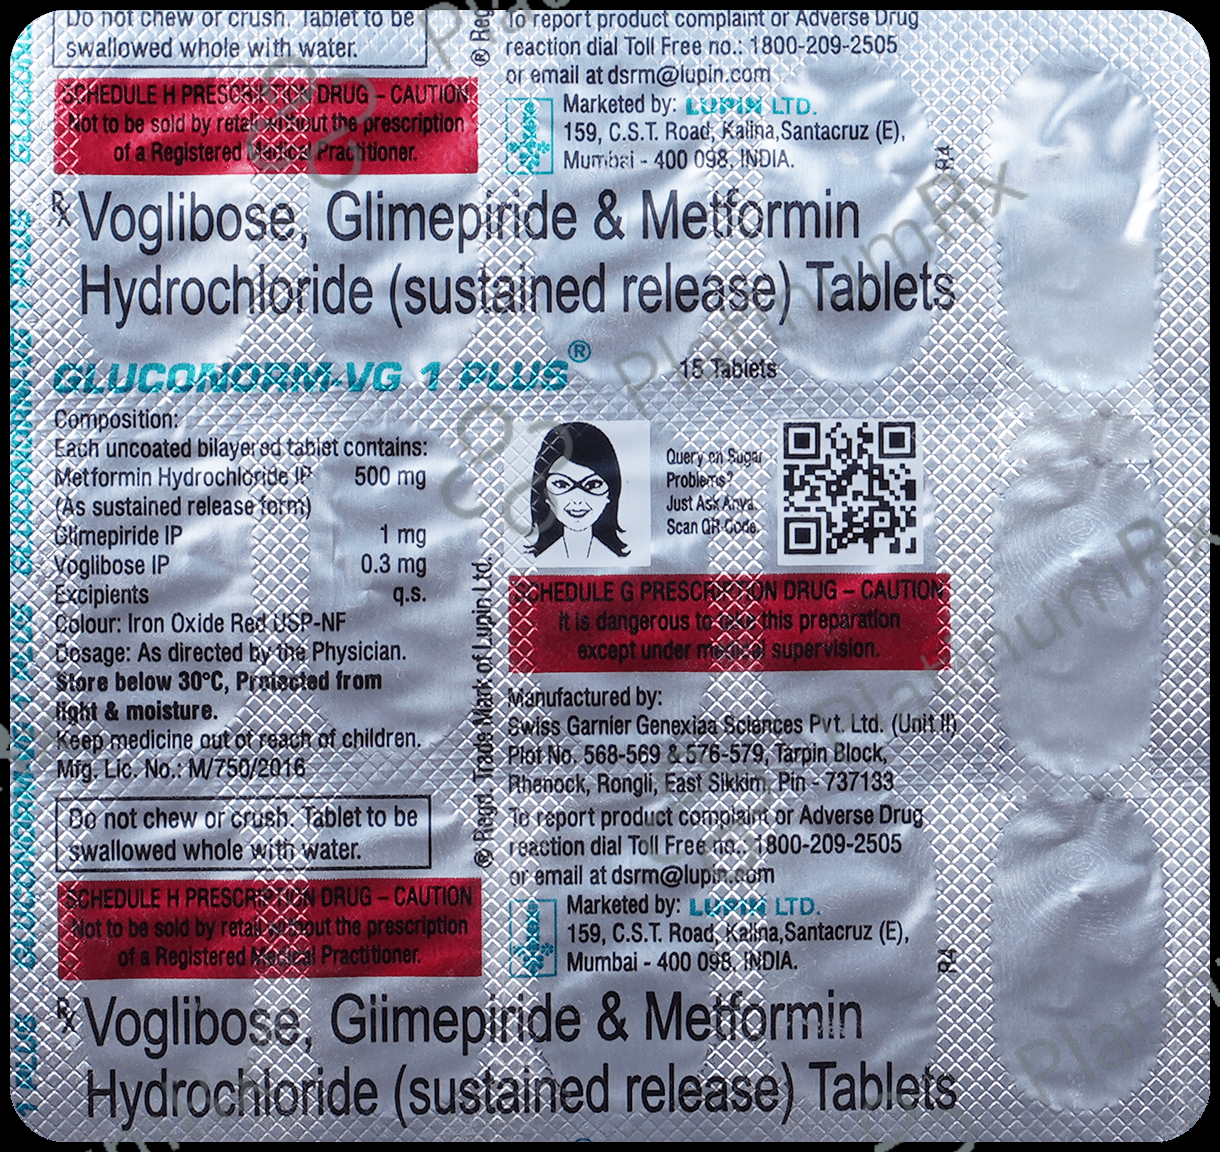 Do not chew or crush. Tablet to be
swallowed whole with water.
SCHEDULE H PRESCRIPTION DRUG – CAUTION
Not to be sold by retail without the prescription
of a Registered Medical Practitioner.
® Regd.
To report product complaint or Adverse Drug
reaction dial Toll Free no.: 1800-209-2505
or email at dsrm@lupin.com
Marketed by: LUPIN LTD.
159, C.S.T. Road, Kalina,Santacruz (E),
Mumbai - 400 098, INDIA.
R4
Rx Voglibose, Glimepiride & Metformin
Hydrochloride (sustained release) Tablets
GLUCONORM-VG 1 PLUS®
15 Tablets
Composition:
Each uncoated bilayered tablet contains:
Metformin Hydrochloride IP 500 mg
(As sustained release form)
Glimepiride IP 1 mg
Voglibose IP 0.3 mg
Excipients q.s.
Colour: Iron Oxide Red USP-NF
Dosage: As directed by the Physician.
Store below 30°C, Protected from
light & moisture.
Keep medicine out of reach of children.
Mfg. Lic. No.: M/750/2016
Do not chew or crush. Tablet to be
swallowed whole with water.
SCHEDULE H PRESCRIPTION DRUG – CAUTION
Not to be sold by retail without the prescription
of a Registered Medical Practitioner.
® Regd. Trade Mark of Lupin Ltd.
Query on Sugar
Problems?
Just Ask Anya.
Scan QR Code
SCHEDULE G PRESCRIPTION DRUG – CAUTION
It is dangerous to take this preparation
except under medical supervision.
Manufactured by:
Swiss Garnier Genexiaa Sciences Pvt. Ltd. (Unit II)
Plot No. 568-569 & 576-579, Tarpin Block,
Rhenock, Rongli, East Sikkim, Pin - 737133
To report product complaint or Adverse Drug
reaction dial Toll Free no.: 1800-209-2505
or email at dsrm@lupin.com
Marketed by: LUPIN LTD.
159, C.S.T. Road, Kalina,Santacruz (E),
Mumbai - 400 098, INDIA.
R4
Rx Voglibose, Glimepiride & Metformin
Hydrochloride (sustained release) Tablets
GLUCONORM-VG 1 PLUS
GLUCONORM-VG 1 PLUS
PlatinumRx
PlatinumRx